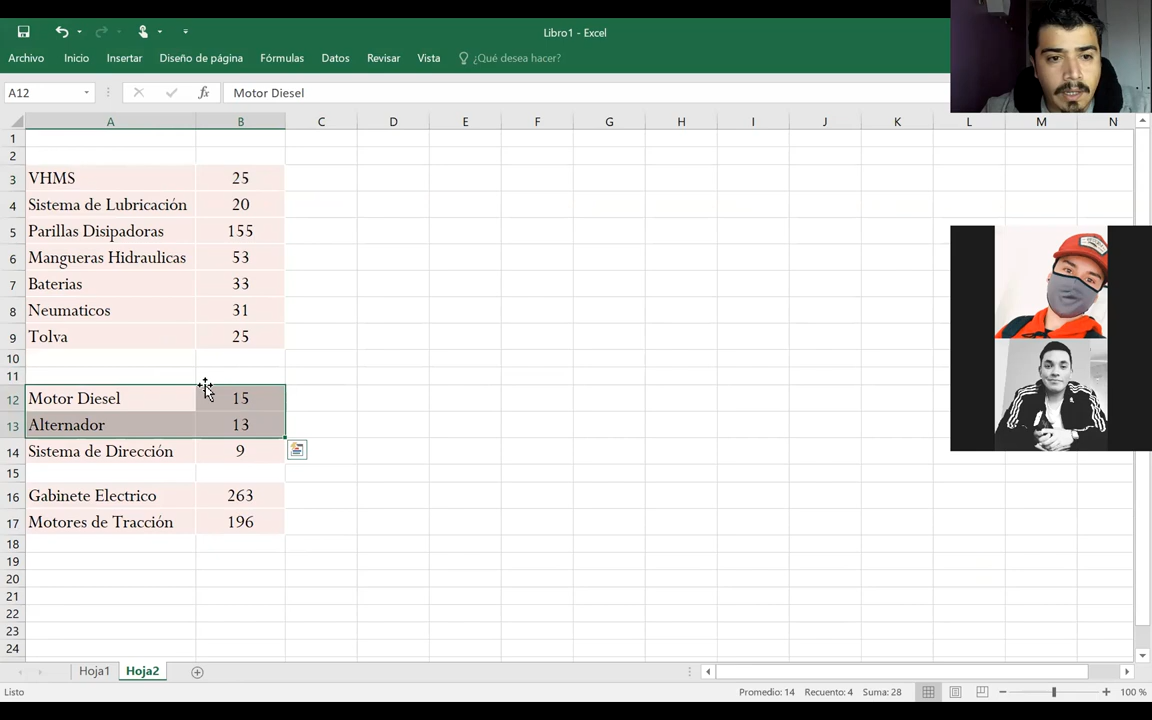 Libro1 - Excel
Archivo Inicio Insertar Diseño de página Fórmulas Datos Revisar Vista ¿Qué desea hacer?
A12 fx Motor Diesel
A B C D E F G H I J K L M N
1
2
3 VHMS 25
4 Sistema de Lubricación 20
5 Parillas Disipadoras 155
6 Mangueras Hidraulicas 53
7 Baterias 33
8 Neumaticos 31
9 Tolva 25
10
11
12 Motor Diesel 15
13 Alternador 13
14 Sistema de Dirección 9
15
16 Gabinete Electrico 263
17 Motores de Tracción 196
18
19
20
21
22
23
24
Hoja1 Hoja2
Listo Promedio: 14 Recuento: 4 Suma: 28 100 %